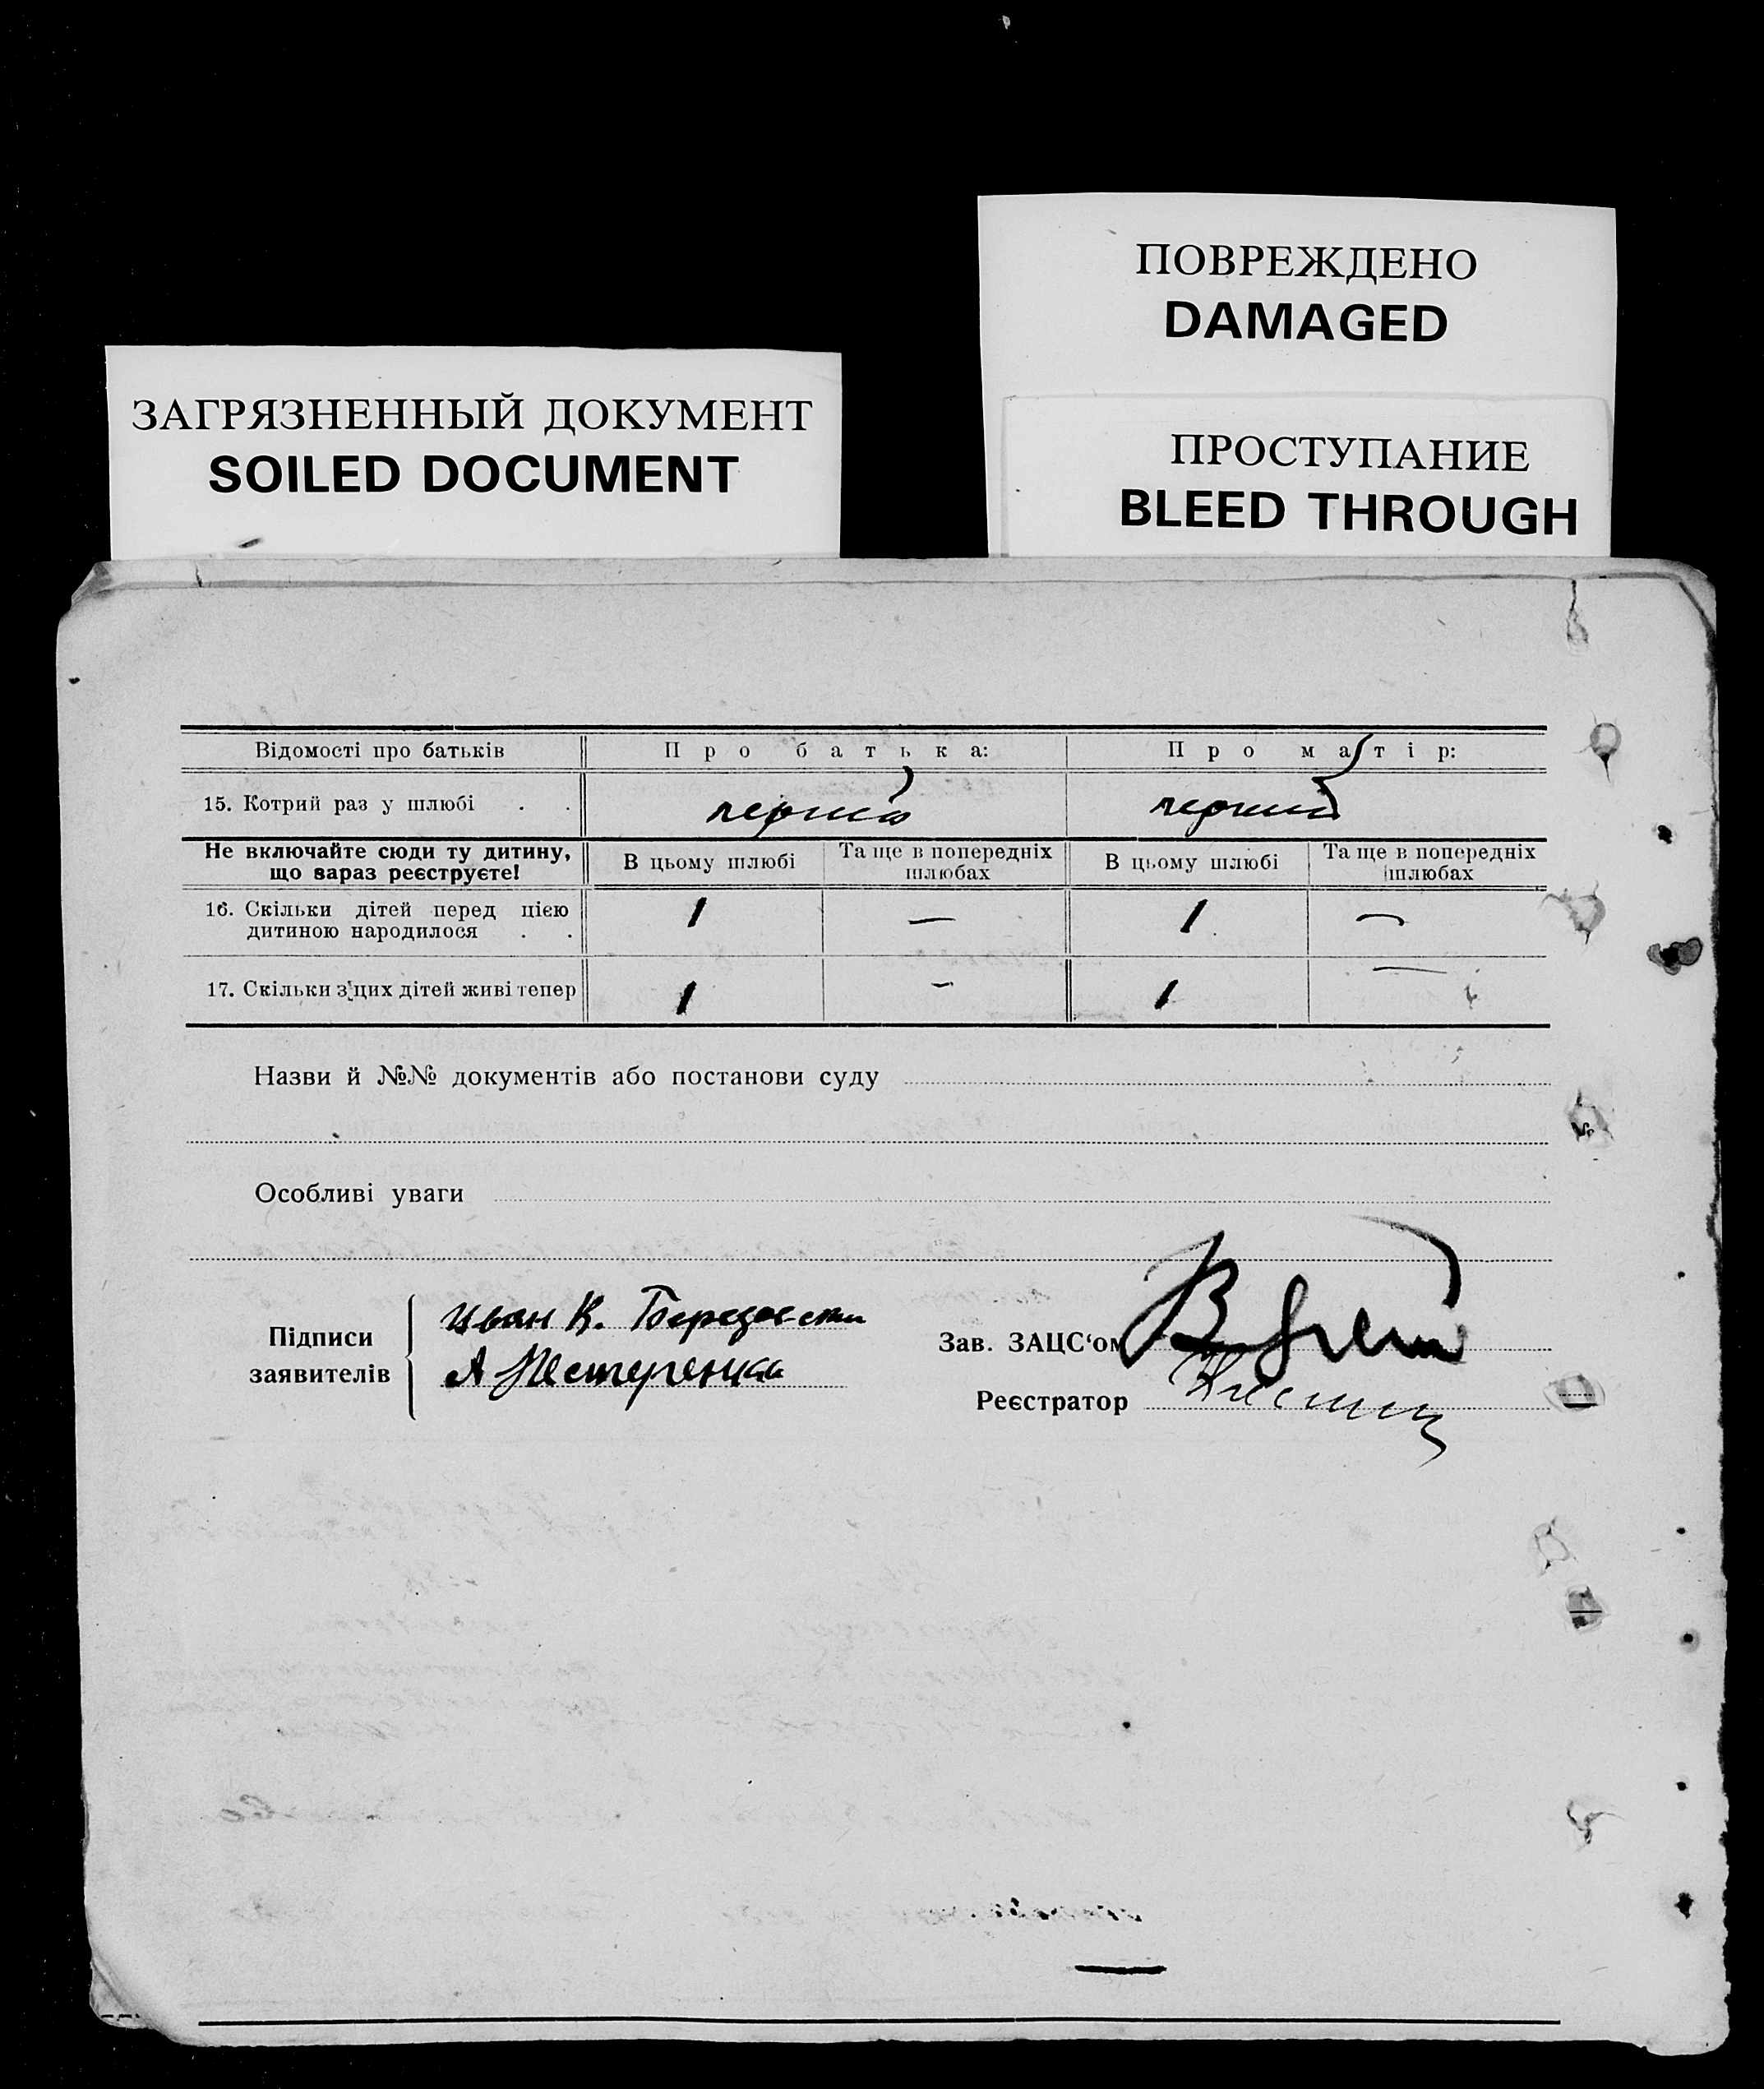 ПОВРЕЖДЕНО
DAMAGED
ЗАГРЯЗНЕННЫЙ ДОКУМЕНТ
SOILED DOCUMENT
ПРОСТУПАНИЕ
BLEED THROUGH
Відомості про батьків Про батька: Про матір:
15. Котрий раз у шлюбі . . перший перший
Не включайте сюди ту дитину, що вараз реєструєте! В цьому шлюбі Та ще в попередніх шлюбах В цьому шлюбі Та ще в попередніх шлюбах
16. Скільки дітей перед цією дитиною народилося . . 1 — 1 —
17. Скільки з цих дітей живі тепер 1 - 1 —
Назви й №№ документів або постанови суду
Особливі уваги
Підписи заявителів
Иван К.
А Нестеренко
Зав. ЗАЦС‘ом
Реєстратор